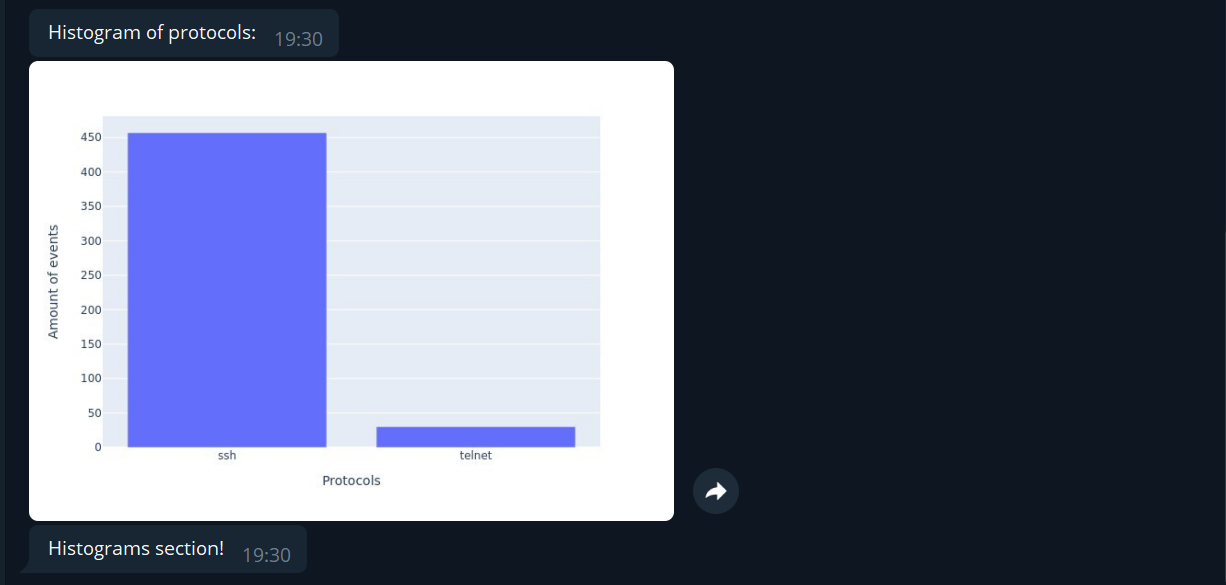 Histogram of protocols: 19:30
450
400
350
300
250
200
150
100
50
0
Amount of events
ssh telnet
Protocols
Histograms section! 19:30